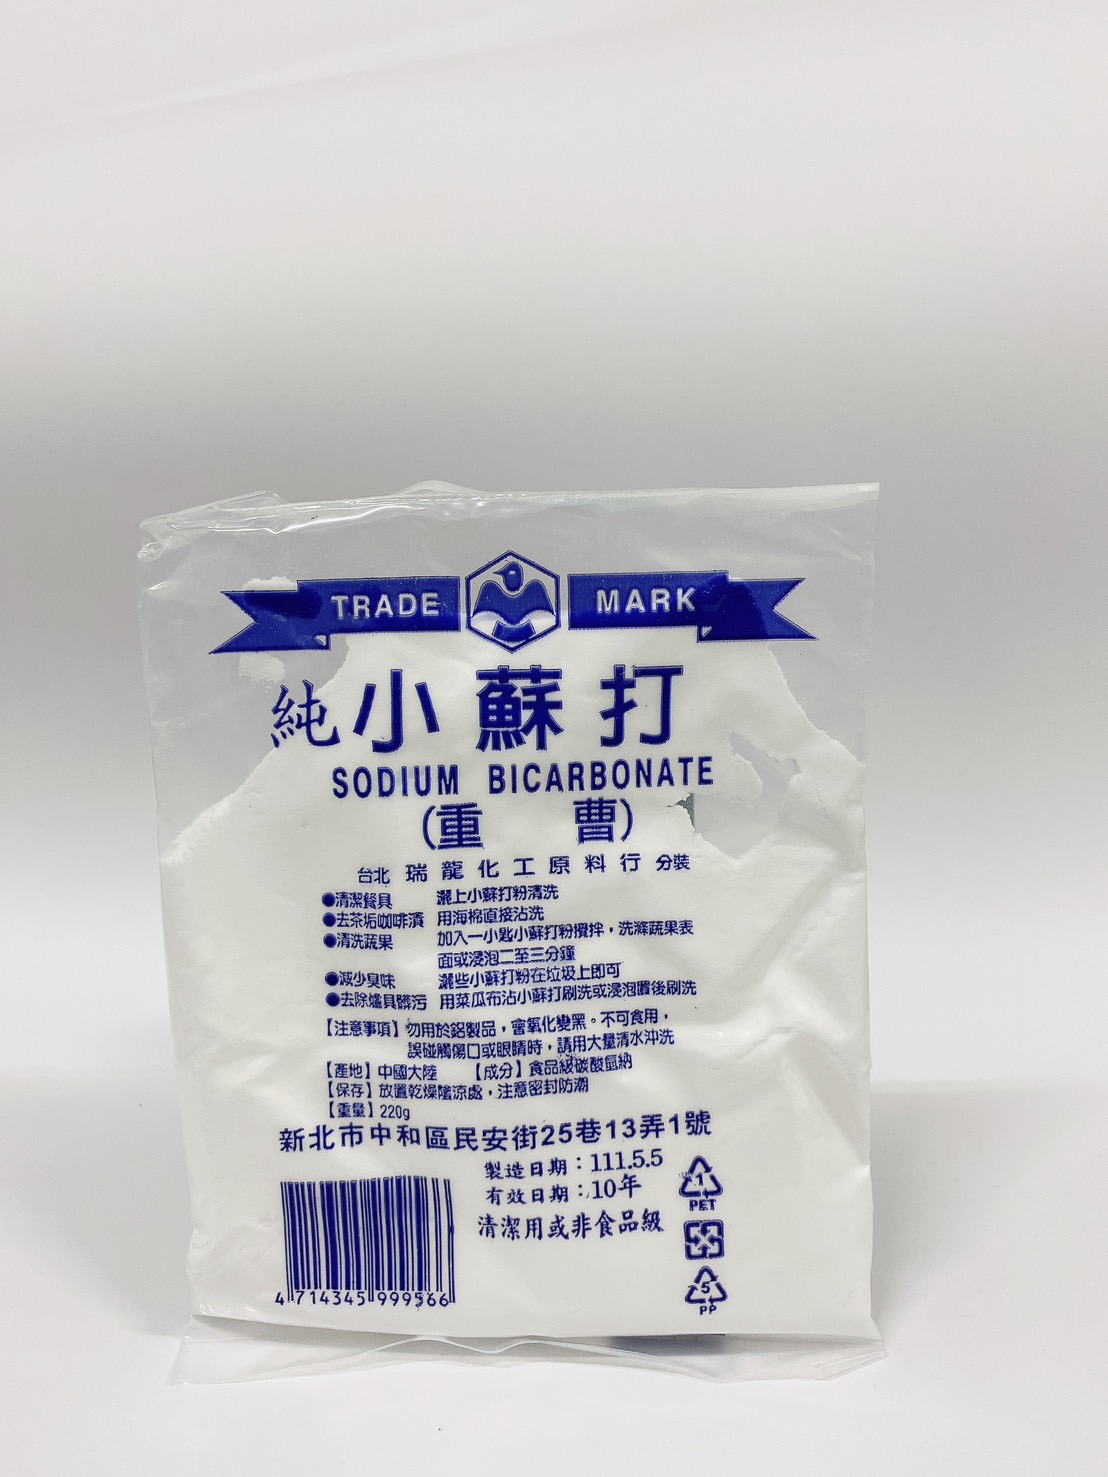 TRADE MARK
純小蘇打
SODIUM BICARBONATE
(重 曹)
台北 瑞龍化工原料行 分裝
●清潔餐具 灑上小蘇打粉清洗
●去茶垢咖啡漬 用海棉直接沾洗
●清洗蔬果 加入一小匙小蘇打粉攪拌，洗滌蔬果表
面或浸泡二至三分鐘
●減少臭味 灑些小蘇打粉在垃圾上即可
●去除爐具髒污 用菜瓜布沾小蘇打刷洗或浸泡置後刷洗
【注意事項】勿用於鋁製品，會氧化變黑。不可食用，
誤碰觸傷口或眼睛時，請用大量清水沖洗
【產地】中國大陸 【成分】食品級碳酸氫納
【保存】放置乾燥陰涼處，注意密封防潮
【重量】220g
新北市中和區民安街25巷13弄1號
製造日期：111.5.5
有效日期：10年
清潔用或非食品級
4 714345 999566
1
PET
5
PP